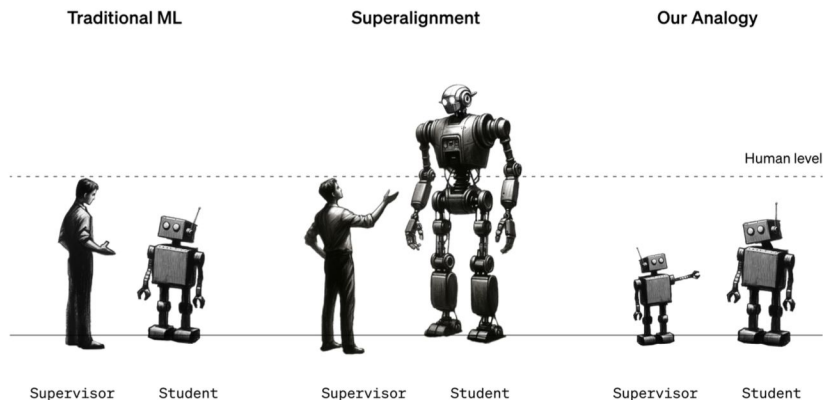 Traditional ML
Superalignment
Our Analogy
Human level
Supervisor
Student
Supervisor
Student
Supervisor
Student